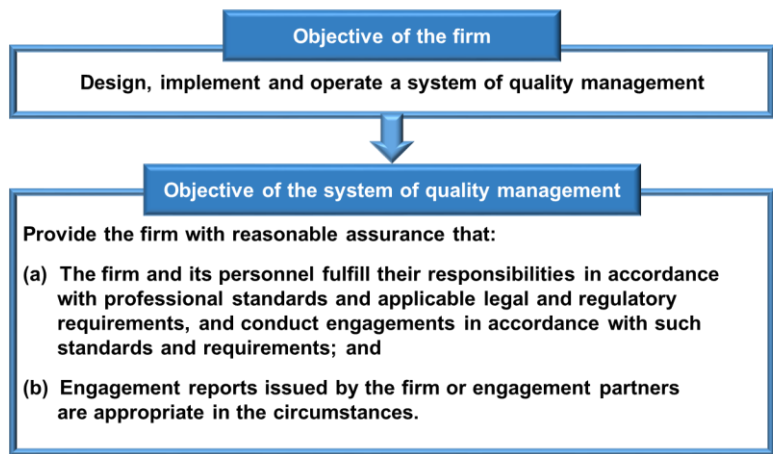 Objective of the firm
Design, implement and operate a system of quality management
Objective of the system of quality management
Provide the firm with reasonable assurance that:
(a) The firm and its personnel fulfill their responsibilities in accordance
with professional standards and applicable legal and regulatory
requirements, and conduct engagements in accordance with such
standards and requirements; and
(b) Engagement reports issued by the firm or engagement partners
are appropriate in the circumstances.